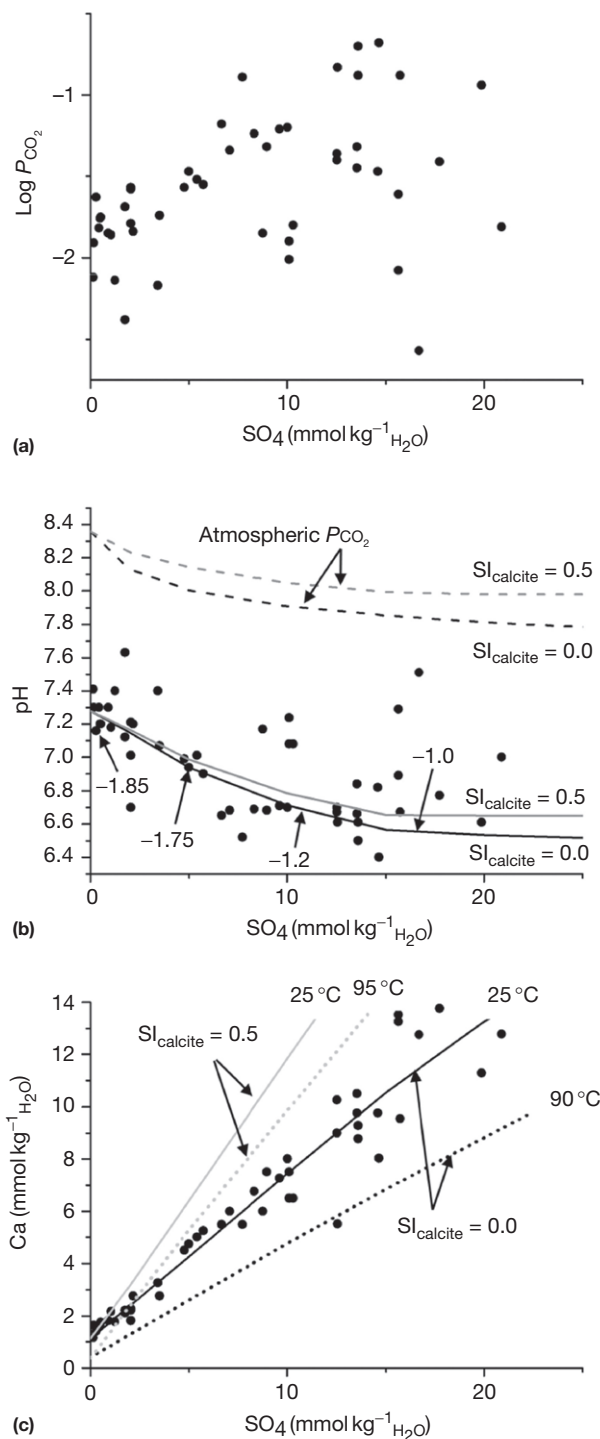 −1
Log PCO₂
−2
0
10
20
SO₄ (mmol kg⁻¹H₂O)
(a)
8.4
8.2
8.0
7.8
7.6
7.4
7.2
7.0
6.8
6.6
6.4
pH
Atmospheric PCO₂
SIcalcite = 0.5
SIcalcite = 0.0
−1.85
−1.75
−1.2
−1.0
SIcalcite = 0.5
SIcalcite = 0.0
0
10
20
SO₄ (mmol kg⁻¹H₂O)
(b)
14
12
10
8
6
4
2
0
Ca (mmol kg⁻¹H₂O)
25 °C
95 °C
25 °C
SIcalcite = 0.5
90 °C
SIcalcite = 0.0
0
10
20
SO₄ (mmol kg⁻¹H₂O)
(c)